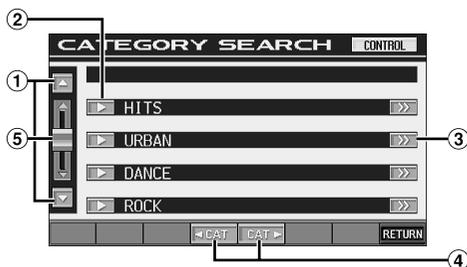 ②
CATEGORY SEARCH CONTROL
①
HITS
⑤ URBAN ③
DANCE
ROCK
◄CAT CAT► RETURN
④